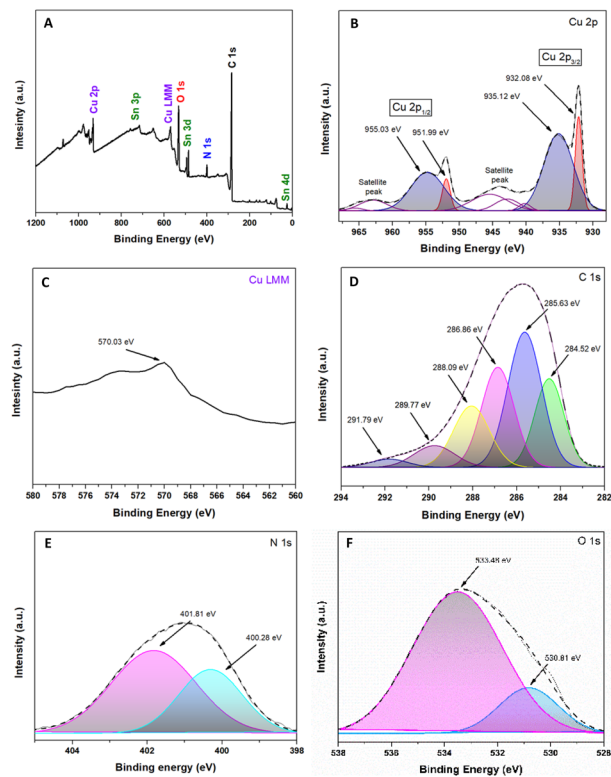 A
Intesinty (a.u.)
Cu 2p
Sn 3p
Cu LMM
O 1s
Sn 3d
N 1s
C 1s
Sn 4d
1200 1000 800 600 400 200 0
Binding Energy (eV)
B
Cu 2p
Intensity (a.u.)
Cu 2p3/2
932.08 eV
935.12 eV
Cu 2p1/2
955.03 eV
951.99 eV
Satellite peak
Satellite peak
965 960 955 950 945 940 935 930
Binding Energy (eV)
C
Cu LMM
Intesinty (a.u.)
570.03 eV
580 578 576 574 572 570 568 566 564 562 560
Binding Energy (eV)
D
C 1s
Intensity (a.u.)
285.63 eV
286.86 eV
284.52 eV
288.09 eV
289.77 eV
291.79 eV
294 292 290 288 286 284 282
Binding Energy (eV)
E
N 1s
Intensity (a.u.)
401.81 eV
400.28 eV
404 402 400 398
Binding energy (eV)
F
O 1s
Intensity (a.u.)
533.48 eV
530.81 eV
538 535 533 530 528
Binding Energy (eV)